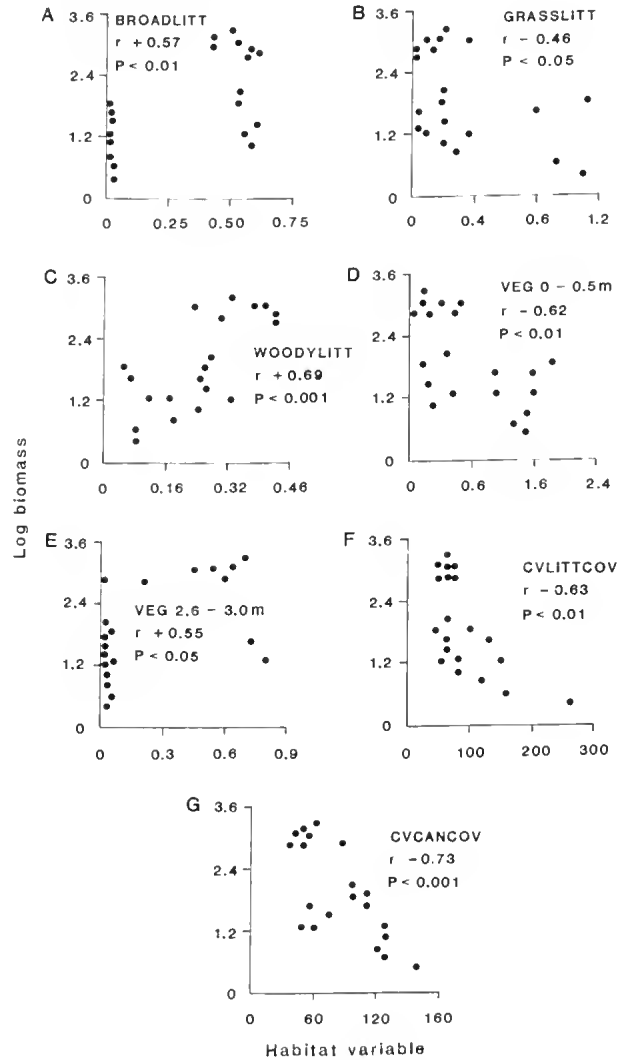 A
BROADLITT
r +0.57
P < 0.01
3.6
2.4
1.2
0
0 0.25 0.50 0.75
B
GRASSLITT
r - 0.46
P < 0.05
3.6
2.4
1.2
0
0 0.4 0.6 1.2
C
WOODYLITT
r +0.69
P < 0.001
3.6
2.4
1.2
0
0 0.16 0.32 0.46
D
VEG 0 - 0.5m
r - 0.62
P < 0.01
3.6
2.4
1.2
0
0 0.6 1.6 2.4
Log biomass
E
VEG 2.6 - 3.0m
r +0.55
P < 0.05
3.6
2.4
1.2
0
0 0.3 0.6 0.9
F
CVLITTCOV
r -0.63
P < 0.01
3.6
2.4
1.2
0
0 100 200 300
G
CVCANCOV
r -0.73
P < 0.001
3.6
2.4
1.2
0
0 60 120 160
Habitat variable